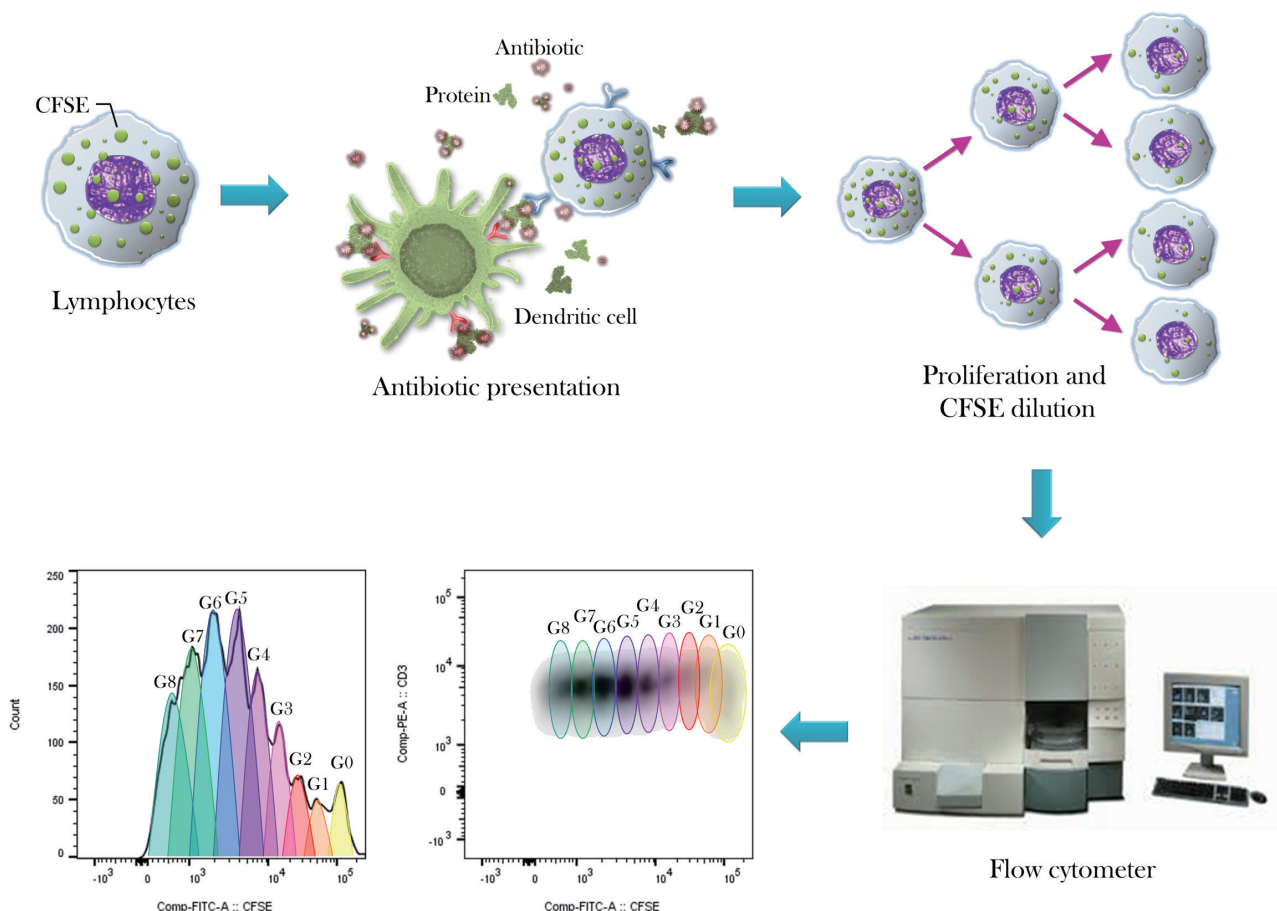 Antibiotic
CFSE
Protein
Lymphocytes
Dendritic cell
Antibiotic presentation
Proliferation and
CFSE dilution
250
200
150
100
50
0
Count
G8
G7
G6
G5
G4
G3
G2
G1
G0
-10³ 0 10³ 10⁴ 10⁵
Comp-FITC-A :: CFSE
10⁵
10⁴
10³
0
-10³
Comp-PE-A :: CD3
G8
G7
G6
G5
G4
G3
G2
G1
G0
-10³ 0 10³ 10⁴ 10⁵
Comp-FITC-A :: CFSE
Flow cytometer